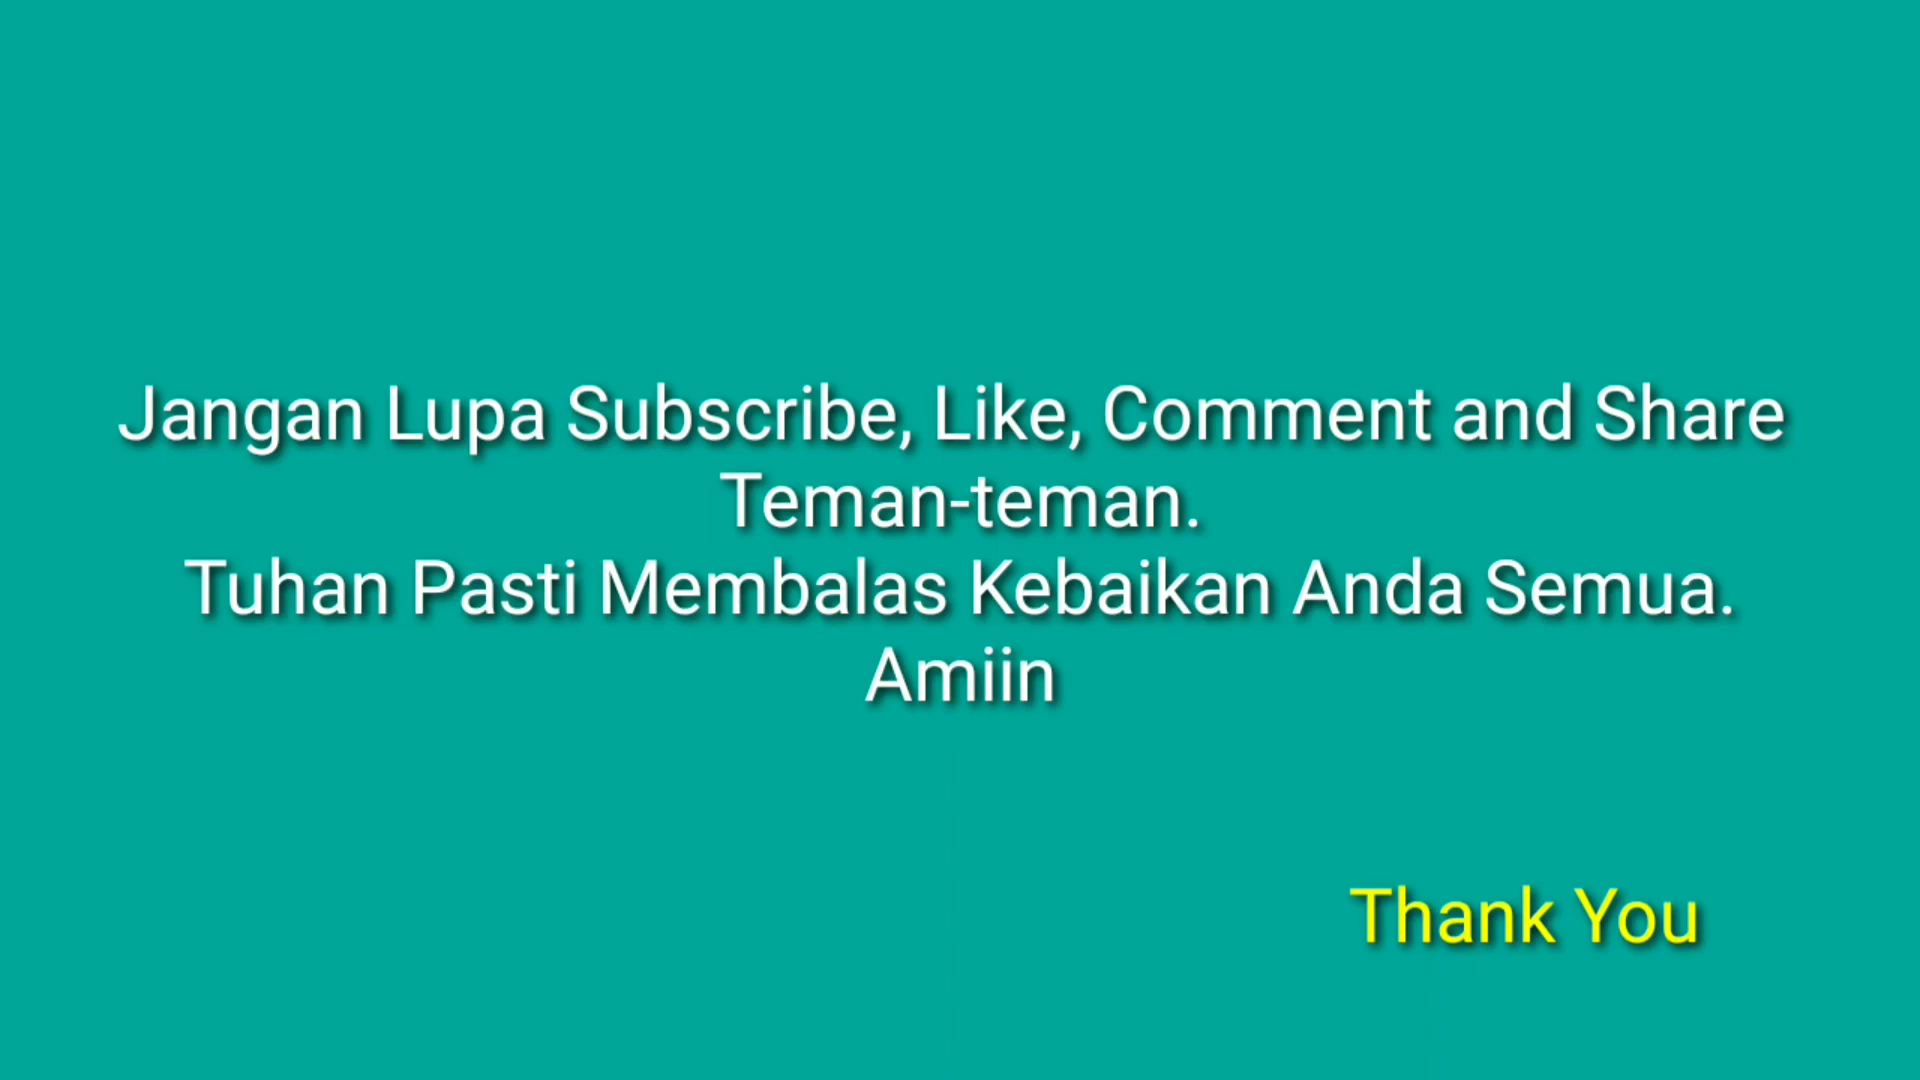 Jangan Lupa Subscribe, Like, Comment and Share
Teman-teman.
Tuhan Pasti Membalas Kebaikan Anda Semua.
Amiin
Thank You